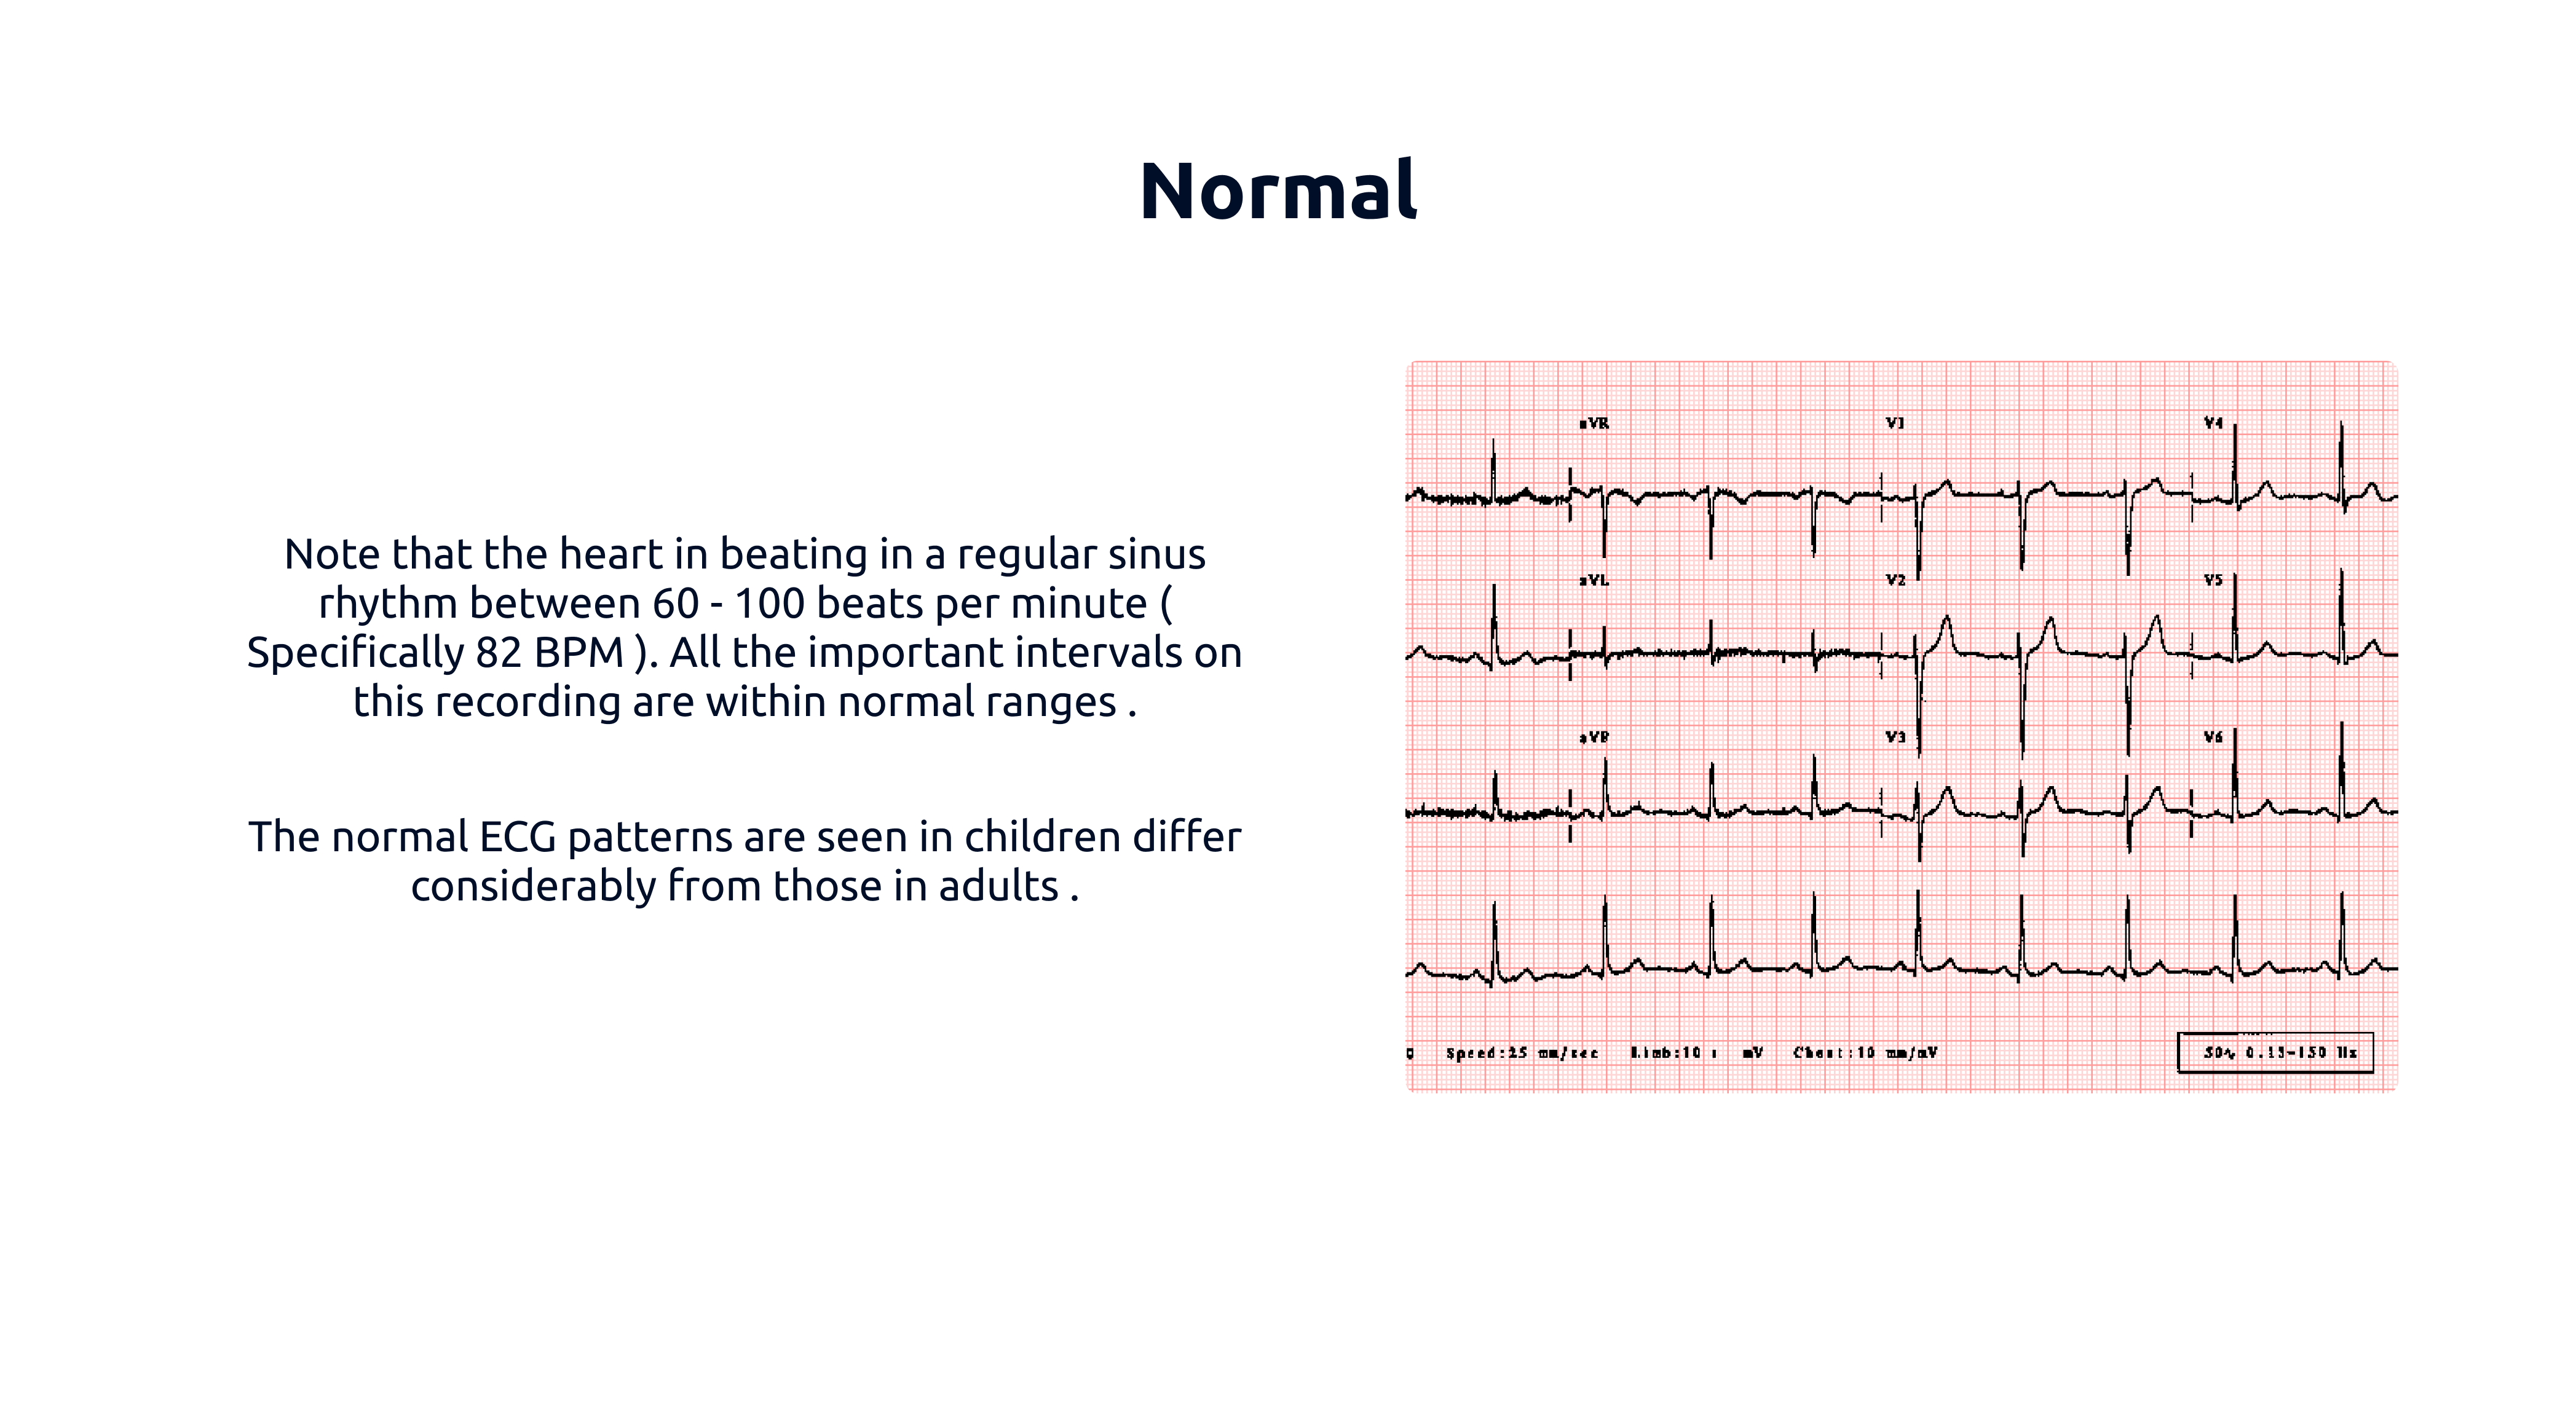 Normal
Note that the heart in beating in a regular sinus
rhythm between 60 - 100 beats per minute (
Specifically 82 BPM ). All the important intervals on
this recording are within normal ranges .
The normal ECG patterns are seen in children differ
considerably from those in adults .
aVR V1 V4
aVL V2 V5
aVF V3 V6
Speed:25 mm/sec Limb:10 mV Chest:10 mm/mV
50~ 0.15-150 Hz